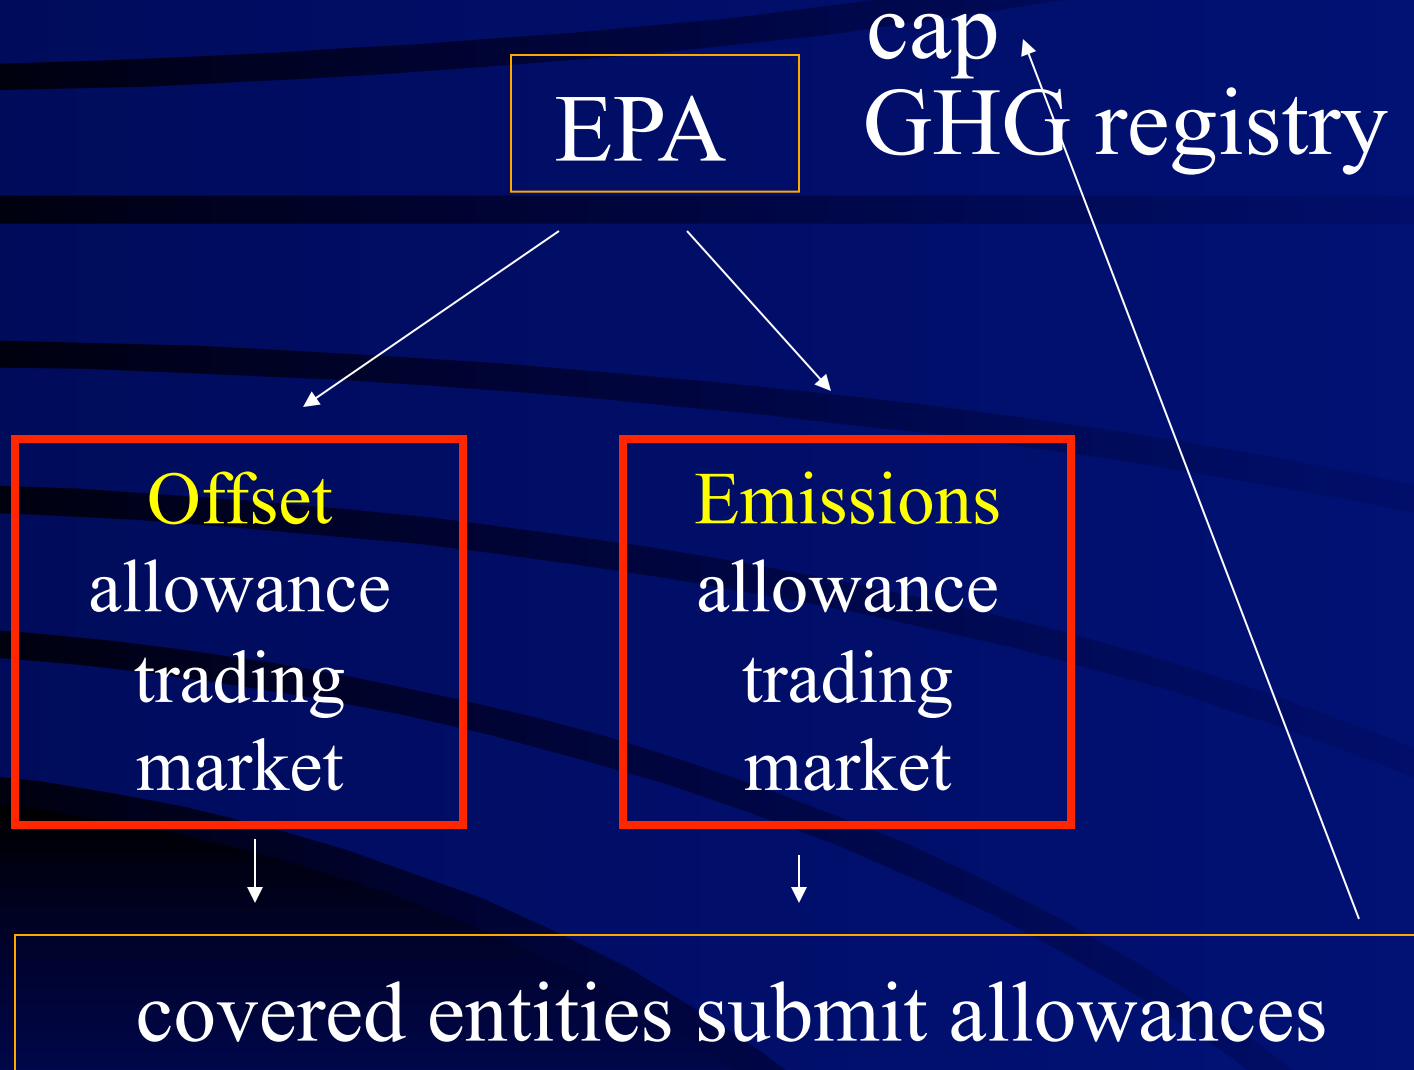 cap
EPA
GHG registry
Offset
allowance
trading
market
Emissions
allowance
trading
market
covered entities submit allowances